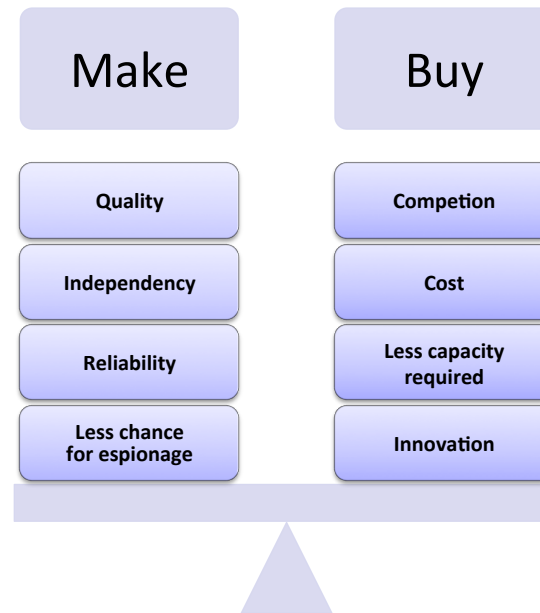 Make
Quality
Independency
Reliability
Less chance
for espionage
Buy
Competion
Cost
Less capacity
required
Innovation